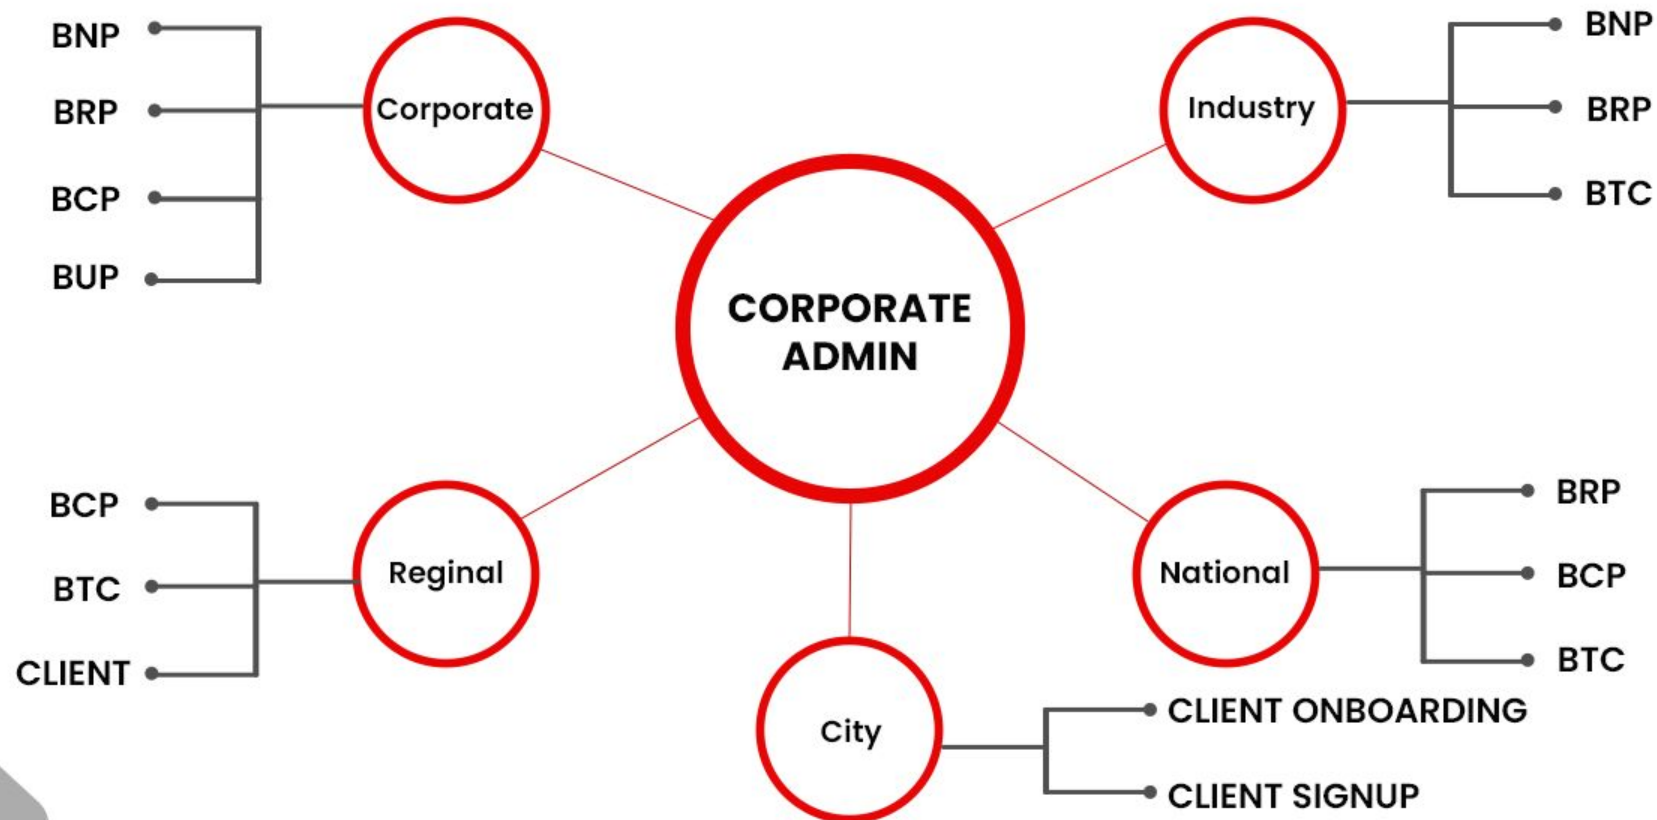 BNP
BRP
BCP
BUP
Corporate
Industry
BNP
BRP
BTC
CORPORATE
ADMIN
BCP
BTC
CLIENT
Reginal
National
BRP
BCP
BTC
City
CLIENT ONBOARDING
CLIENT SIGNUP